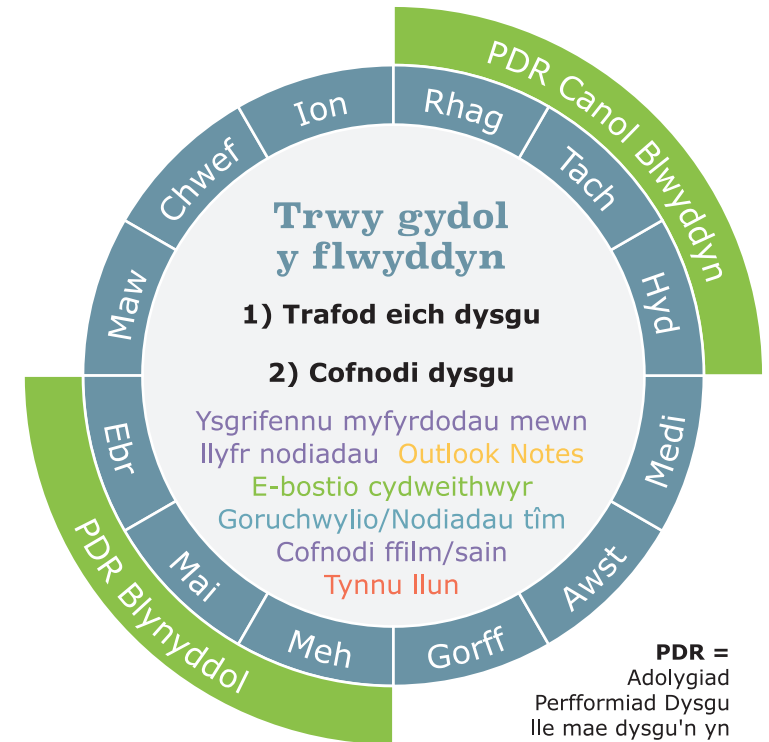 PDR Canol Blwyddyn
Ion
Rhag
Tach
Hyd
Medi
Awst
Gorff
Meh
Mai
Ebr
Maw
Chwef
PDR Blynyddol
Trwy gydol
y flwyddyn
1) Trafod eich dysgu
2) Cofnodi dysgu
Ysgrifennu myfyrdodau mewn
llyfr nodiadau Outlook Notes
E-bostio cydweithwyr
Goruchwylio/Nodiadau tîm
Cofnodi ffilm/sain
Tynnu llun
PDR =
Adolygiad
Perfformiad Dysgu
lle mae dysgu'n yn